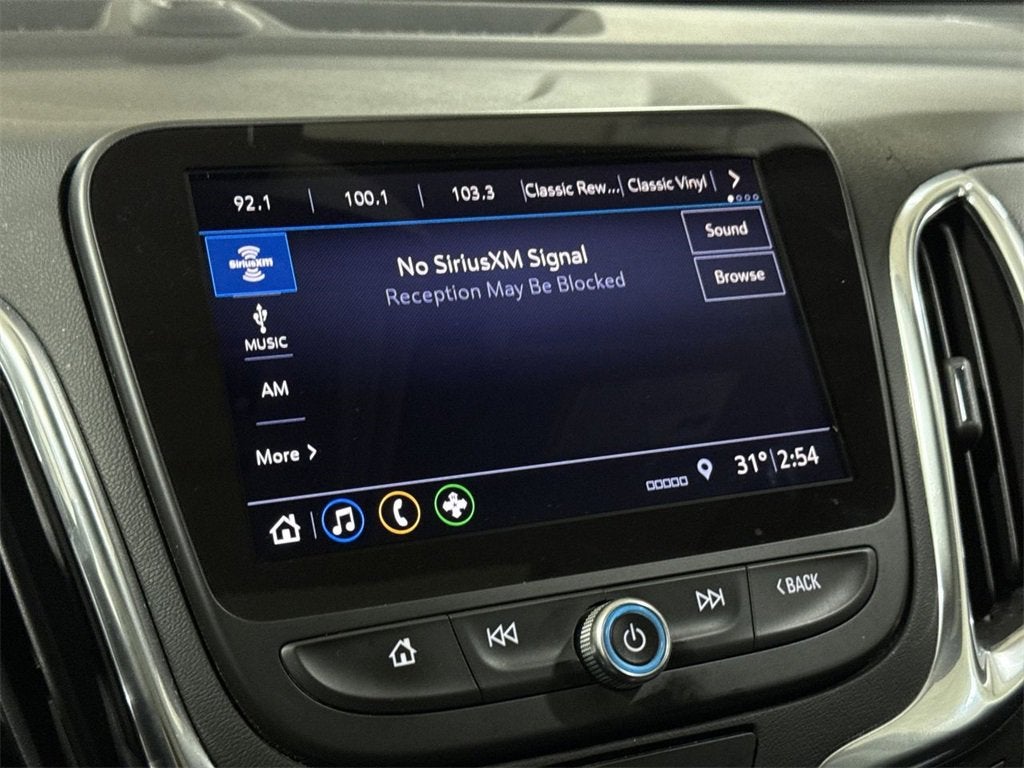 92.1 | 100.1 | 103.3 | Classic Rew... | Classic Vinyl | >
SiriusXM
No SiriusXM Signal
Reception May Be Blocked
Sound
Browse
MUSIC
AM
More >
31° | 2:54
< BACK